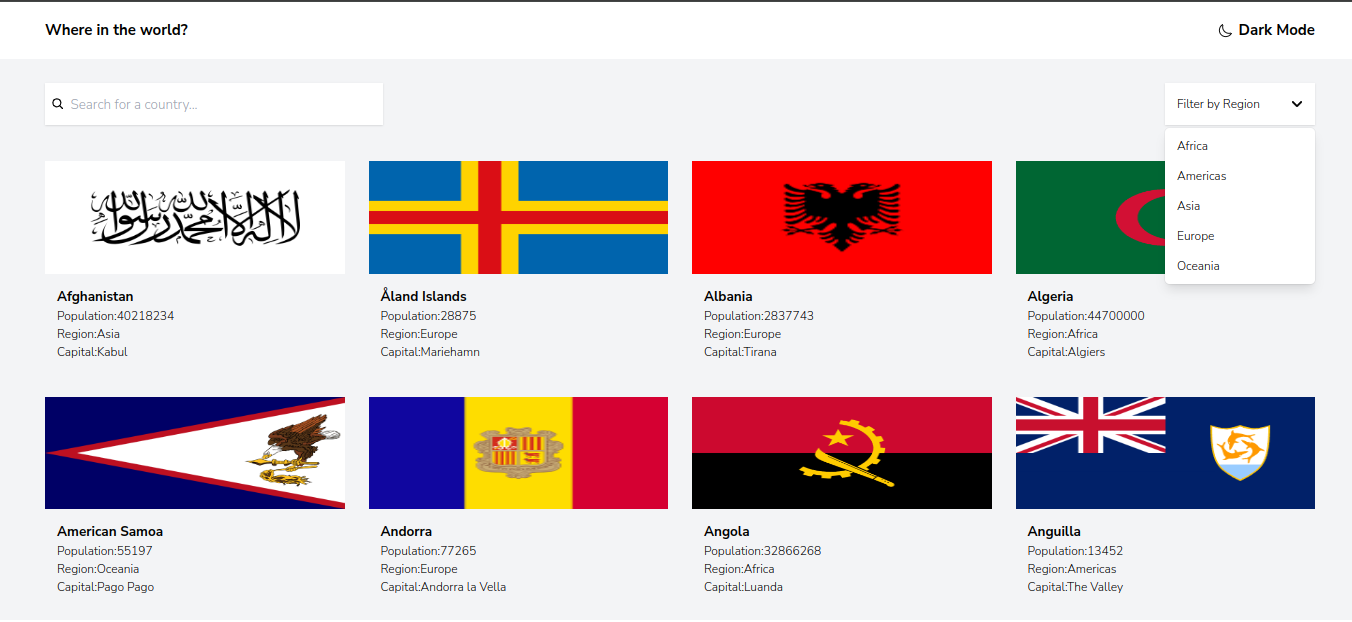 Where in the world?
Dark Mode
Search for a country...
Filter by Region
Africa
Americas
Asia
Europe
Oceania
لا إله إلا الله محمد رسول الله
Afghanistan
Population:40218234
Region:Asia
Capital:Kabul
Åland Islands
Population:28875
Region:Europe
Capital:Mariehamn
Albania
Population:2837743
Region:Europe
Capital:Tirana
Algeria
Population:44700000
Region:Africa
Capital:Algiers
American Samoa
Population:55197
Region:Oceania
Capital:Pago Pago
Andorra
Population:77265
Region:Europe
Capital:Andorra la Vella
Angola
Population:32866268
Region:Africa
Capital:Luanda
Anguilla
Population:13452
Region:Americas
Capital:The Valley